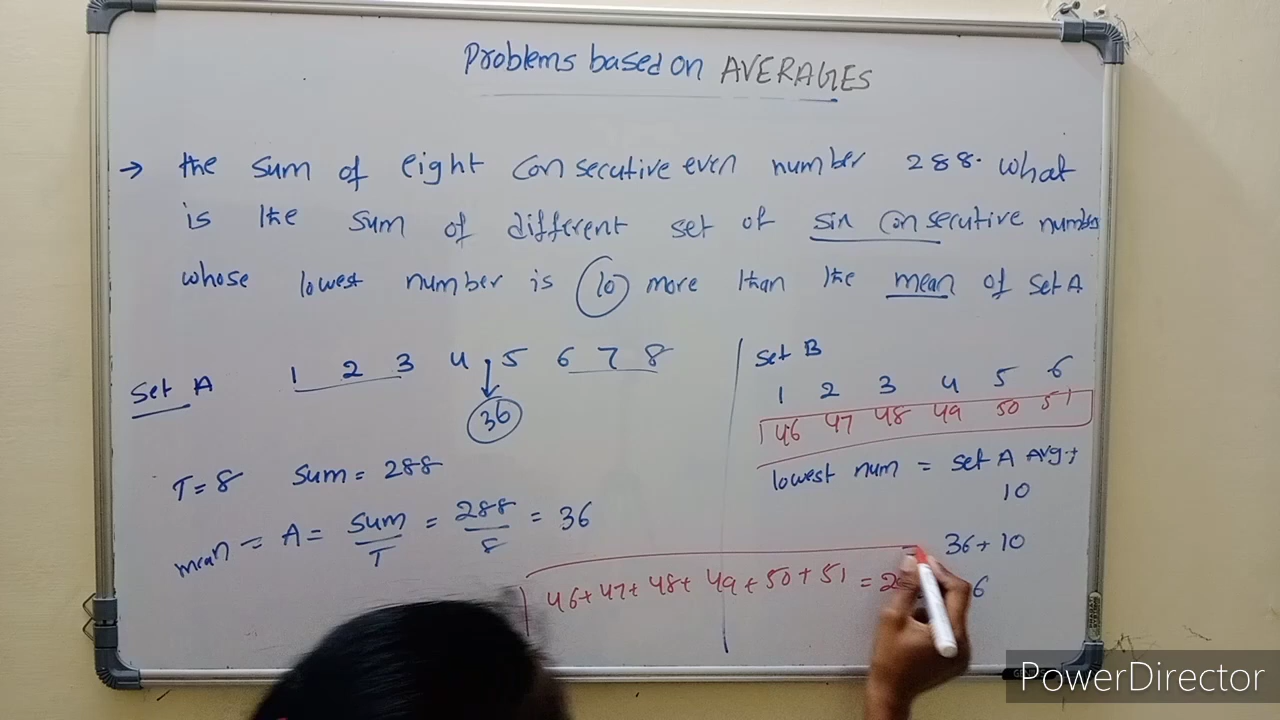 Problems based on AVERAGES
→ the sum of eight consecutive even number 288. what
is the sum of different set of six consecutive number
whose lowest number is 10 more than the mean of set A
Set A 1 2 3 4 5 6 7 8
36
T = 8 Sum = 288
mean = A = Sum/T = 288/8 = 36
Set B
1 2 3 4 5 6
46 47 48 49 50 51
lowest num = set A Avg +
10
36 + 10
6
46 + 47 + 48 + 49 + 50 + 51 = 2
PowerDirector